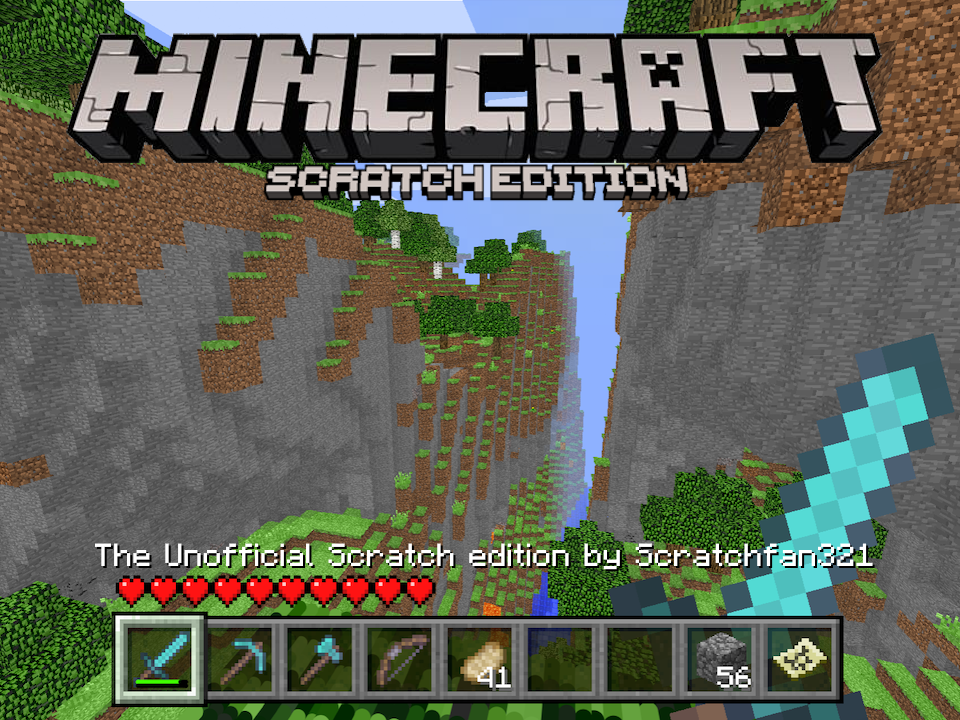 MINECRAFT
SCRATCH EDITION
The Unofficial Scratch edition by Scratchfan321
41
56